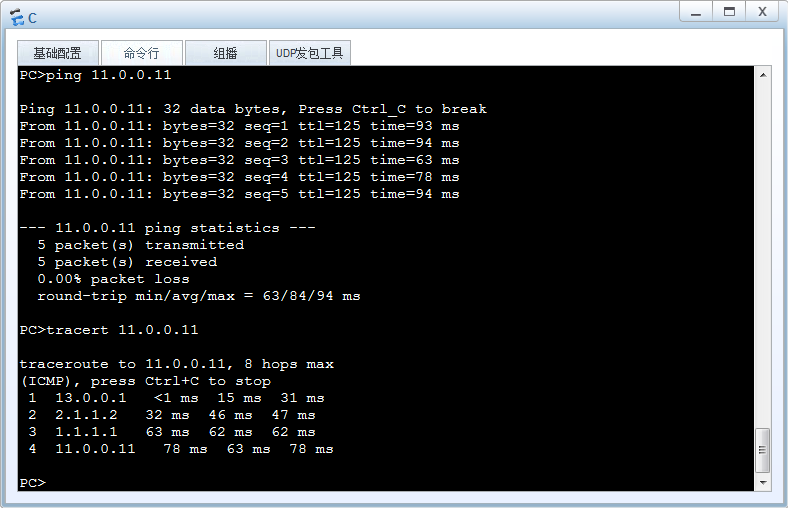 C
基础配置 命令行 组播 UDP发包工具
PC>ping 11.0.0.11
Ping 11.0.0.11: 32 data bytes, Press Ctrl_C to break
From 11.0.0.11: bytes=32 seq=1 ttl=125 time=93 ms
From 11.0.0.11: bytes=32 seq=2 ttl=125 time=94 ms
From 11.0.0.11: bytes=32 seq=3 ttl=125 time=63 ms
From 11.0.0.11: bytes=32 seq=4 ttl=125 time=78 ms
From 11.0.0.11: bytes=32 seq=5 ttl=125 time=94 ms
--- 11.0.0.11 ping statistics ---
5 packet(s) transmitted
5 packet(s) received
0.00% packet loss
round-trip min/avg/max = 63/84/94 ms
PC>tracert 11.0.0.11
traceroute to 11.0.0.11, 8 hops max
(ICMP), press Ctrl+C to stop
1 13.0.0.1 <1 ms 15 ms 31 ms
2 2.1.1.2 32 ms 46 ms 47 ms
3 1.1.1.1 63 ms 62 ms 62 ms
4 11.0.0.11 78 ms 63 ms 78 ms
PC>